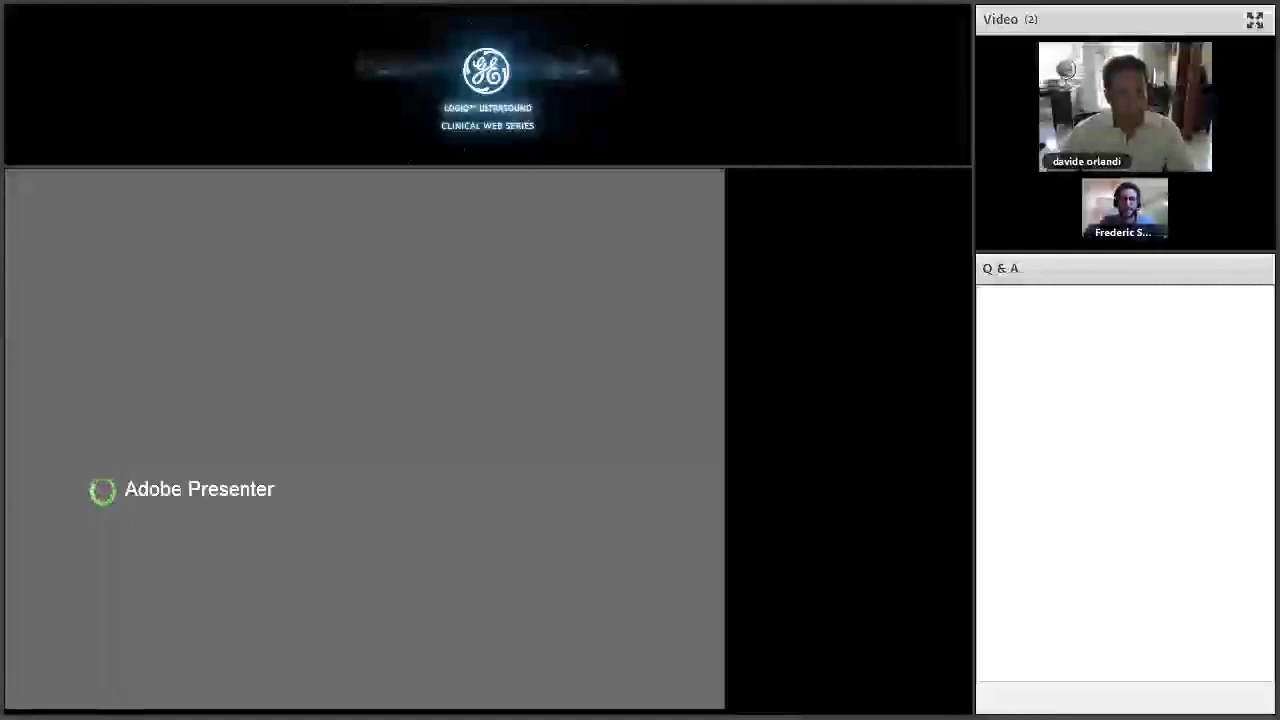 LOGIQ™ ULTRASOUND
CLINICAL WEB SERIES
Video (2)
davide orlandi
Frederic S...
Q & A
Adobe Presenter